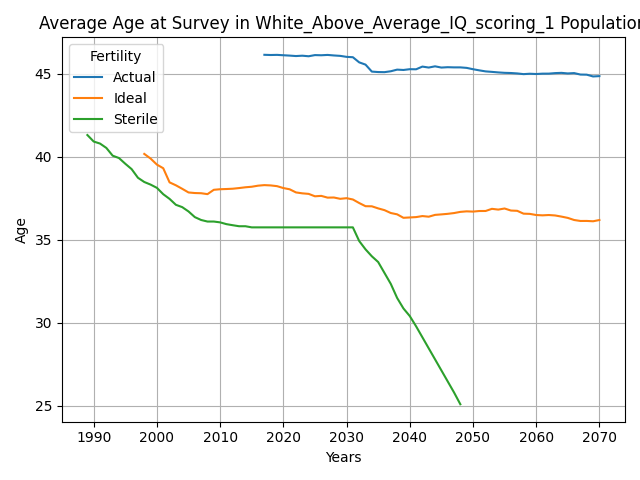 Average Age at Survey in White_Above_Average_IQ_scoring_1 Population
Fertility
Actual
Ideal
Sterile
45
40
35
30
25
Age
1990 2000 2010 2020 2030 2040 2050 2060 2070
Years